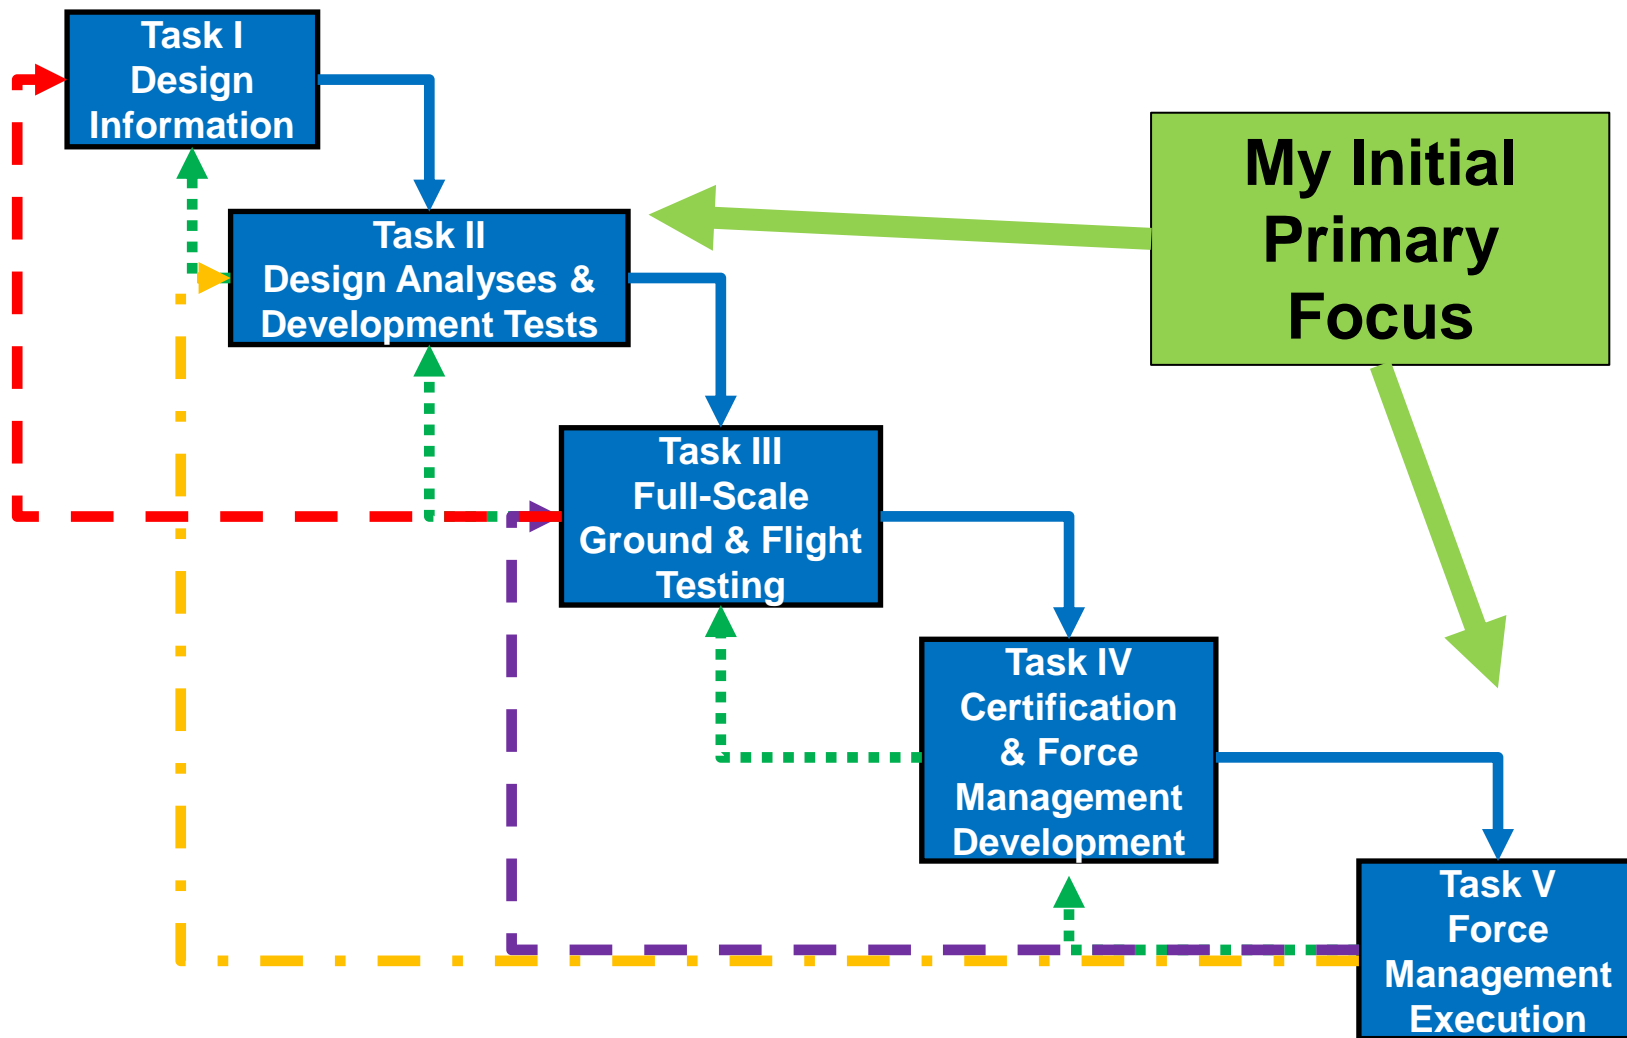 Task I
Design
Information
My Initial
Primary
Focus
Task II
Design Analyses &
Development Tests
Task III
Full-Scale
Ground & Flight
Testing
Task IV
Certification
& Force
Management
Development
Task V
Force
Management
Execution